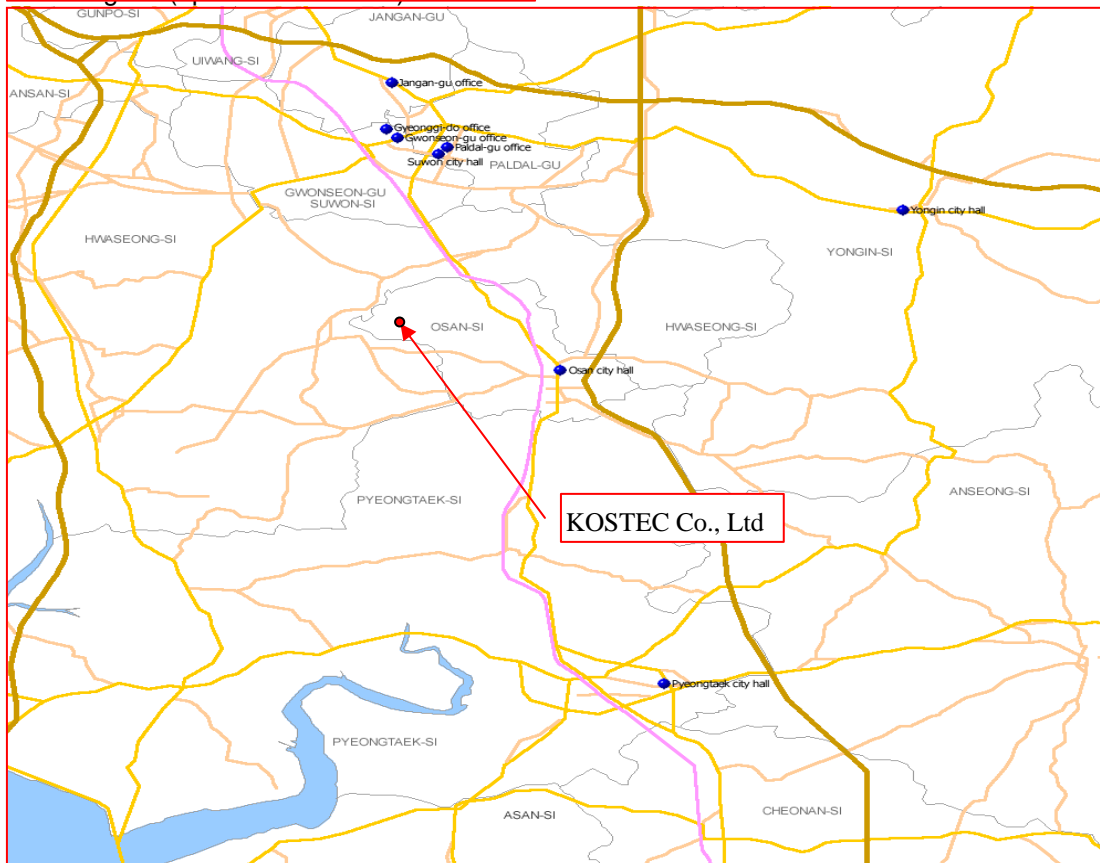 GUNPO-SI
JANGAN-GU
UIWANG-SI
Jangan-gu office
ANSAN-SI
Gyeonggi-do office
Gwonseon-gu office
Paldal-gu office
Suwon city hall
PALDAL-GU
GWONSEON-GU
SUWON-SI
Yongin city hall
HWASEONG-SI
YONGIN-SI
OSAN-SI
HWASEONG-SI
Osan city hall
ANSEONG-SI
PYEONGTAEK-SI
KOSTEC Co., Ltd
Pyeongtaek city hall
PYEONGTAEK-SI
ASAN-SI
CHEONAN-SI